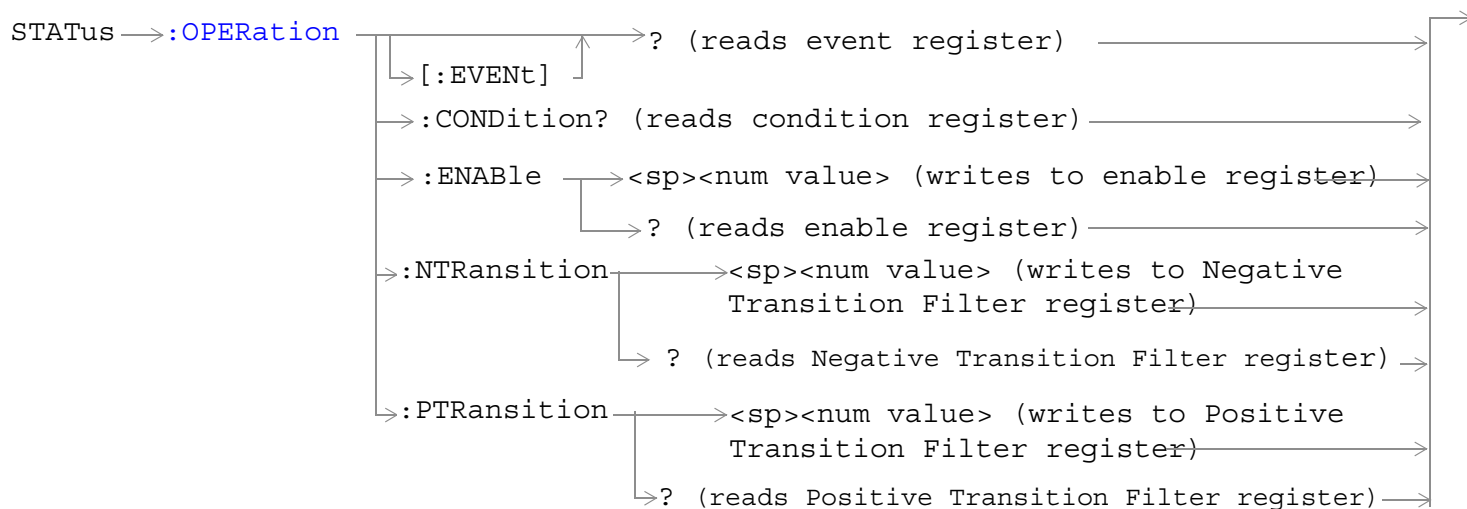 STATus :OPERation ? (reads event register)
[:EVENt]
:CONDition? (reads condition register)
:ENABle <sp><num value> (writes to enable register)
? (reads enable register)
:NTRansition <sp><num value> (writes to Negative
Transition Filter register)
? (reads Negative Transition Filter register)
:PTRansition <sp><num value> (writes to Positive
Transition Filter register)
? (reads Positive Transition Filter register)